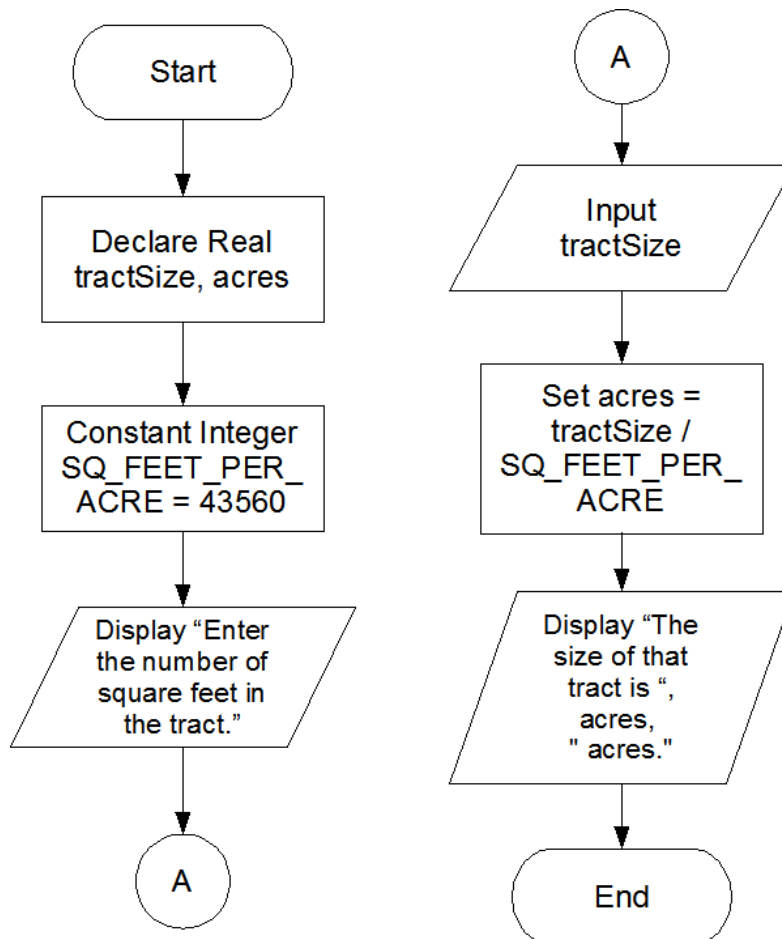 Start
Declare Real
tractSize, acres
Constant Integer
SQ_FEET_PER_
ACRE = 43560
Display “Enter
the number of
square feet in
the tract.”
A
A
Input
tractSize
Set acres =
tractSize /
SQ_FEET_PER_
ACRE
Display “The
size of that
tract is “,
acres,
" acres."
End